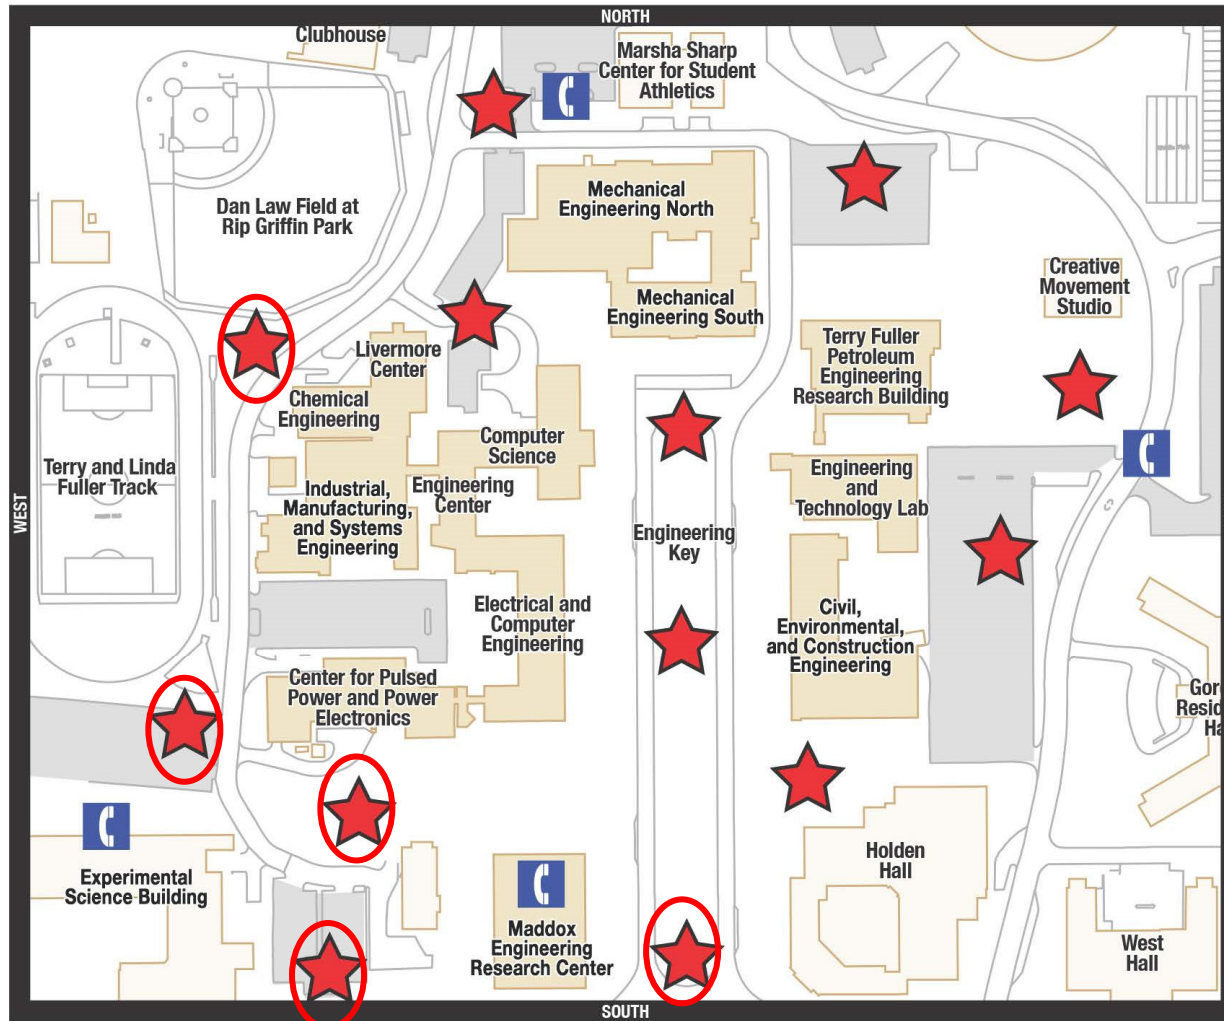 NORTH
Clubhouse
Marsha Sharp
Center for Student
Athletics
Dan Law Field at
Rip Griffin Park
Mechanical
Engineering North
Creative
Movement
Studio
Mechanical
Engineering South
Livermore
Center
Terry Fuller
Petroleum
Engineering
Research Building
Chemical
Engineering
Computer
Science
Terry and Linda
Fuller Track
Engineering
Center
Engineering
and
Technology Lab
Industrial,
Manufacturing,
and Systems
Engineering
WEST
Engineering
Key
Electrical and
Computer
Engineering
Civil,
Environmental,
and Construction
Engineering
Center for Pulsed
Power and Power
Electronics
Gor
Resid
Ha
Experimental
Science Building
Holden
Hall
Maddox
Engineering
Research Center
West
Hall
SOUTH